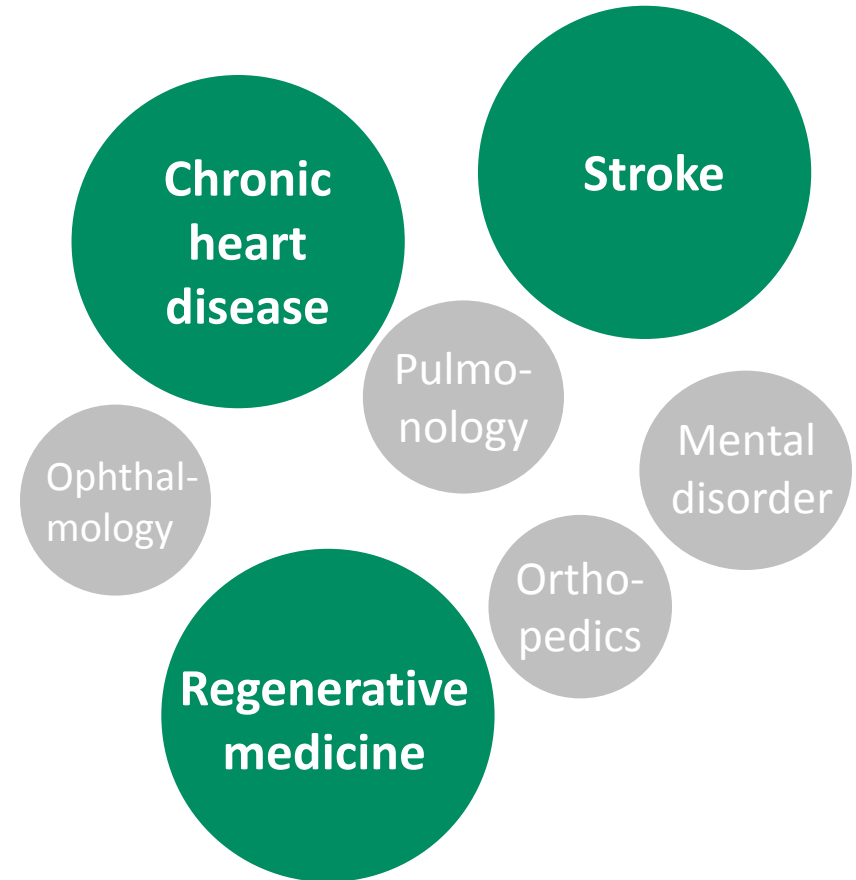 Chronic
heart
disease
Stroke
Pulmo-
nology
Mental
disorder
Ophthal-
mology
Ortho-
pedics
Regenerative
medicine